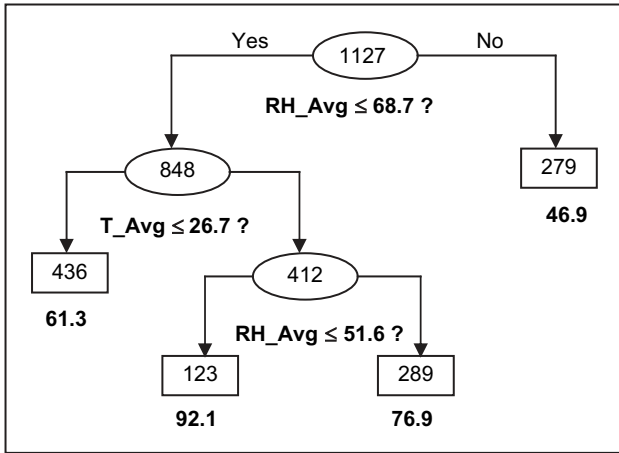 Yes
No
1127
RH_Avg ≤ 68.7 ?
848
279
T_Avg ≤ 26.7 ?
46.9
436
412
61.3
RH_Avg ≤ 51.6 ?
123
289
92.1
76.9